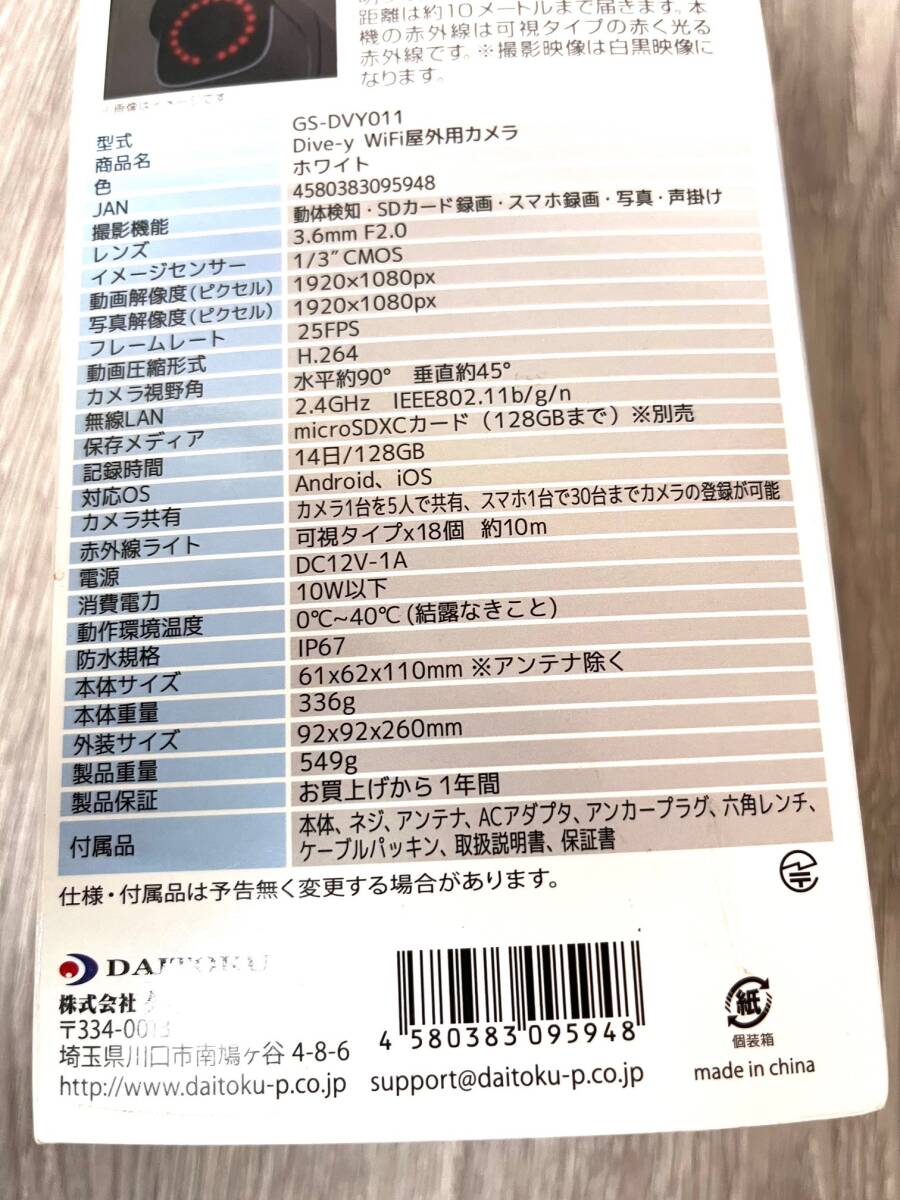 距離は約10メートルまで届きます。本
機の赤外線は可視タイプの赤く光る
赤外線です。※撮影映像は白黒映像に
なります。
型式 GS-DVY011
商品名 Dive-y WiFi屋外用カメラ
色 ホワイト
JAN 4580383095948
撮影機能 動体検知・SDカード録画・スマホ録画・写真・声掛け
レンズ 3.6mm F2.0
イメージセンサー 1/3"CMOS
動画解像度(ピクセル) 1920×1080px
写真解像度(ピクセル) 1920×1080px
フレームレート 25FPS
動画圧縮形式 H.264
カメラ視野角 水平約90° 垂直約45°
無線LAN 2.4GHz IEEE802.11b/g/n
保存メディア microSDXCカード(128GBまで)※別売
記録時間 14日/128GB
対応OS Android、iOS
カメラ共有 カメラ1台を5人で共有、スマホ1台で30台までカメラの登録が可能
赤外線ライト 可視タイプx18個 約10m
電源 DC12V-1A
消費電力 10W以下
動作環境温度 0℃~40℃(結露なきこと)
防水規格 IP67
本体サイズ 61x62x110mm ※アンテナ除く
本体重量 336g
外装サイズ 92x92x260mm
製品重量 549g
製品保証 お買上げから1年間
付属品 本体、ネジ、アンテナ、ACアダプタ、アンカープラグ、六角レンチ、
ケーブルパッキン、取扱説明書、保証書
仕様・付属品は予告無く変更する場合があります。
DAITOKU
株式会社
〒334-0013
埼玉県川口市南鳩ヶ谷 4-8-6
http://www.daitoku-p.co.jp support@daitoku-p.co.jp
4 580383 095948
紙
個装箱
made in china